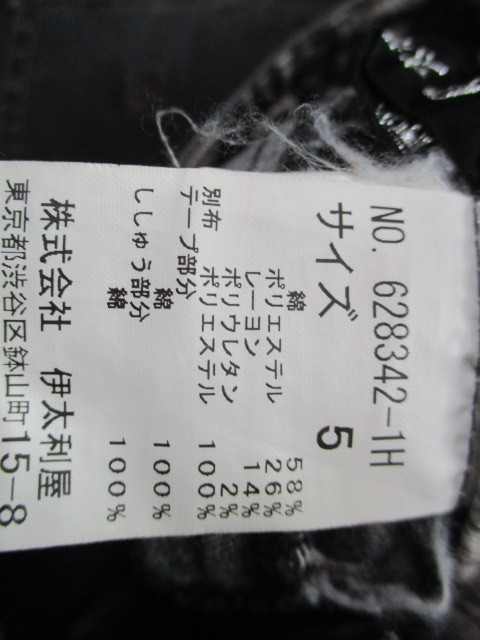 NO. 628342-1H
サイズ 5
綿 58%
ポリエステル 26%
レーヨン 14%
ポリウレタン 2%
別布 ポリエステル 100%
テープ部分
綿 100%
ししゅう部分
綿 100%
株式会社 伊太利屋
東京都渋谷区鉢山町15-8